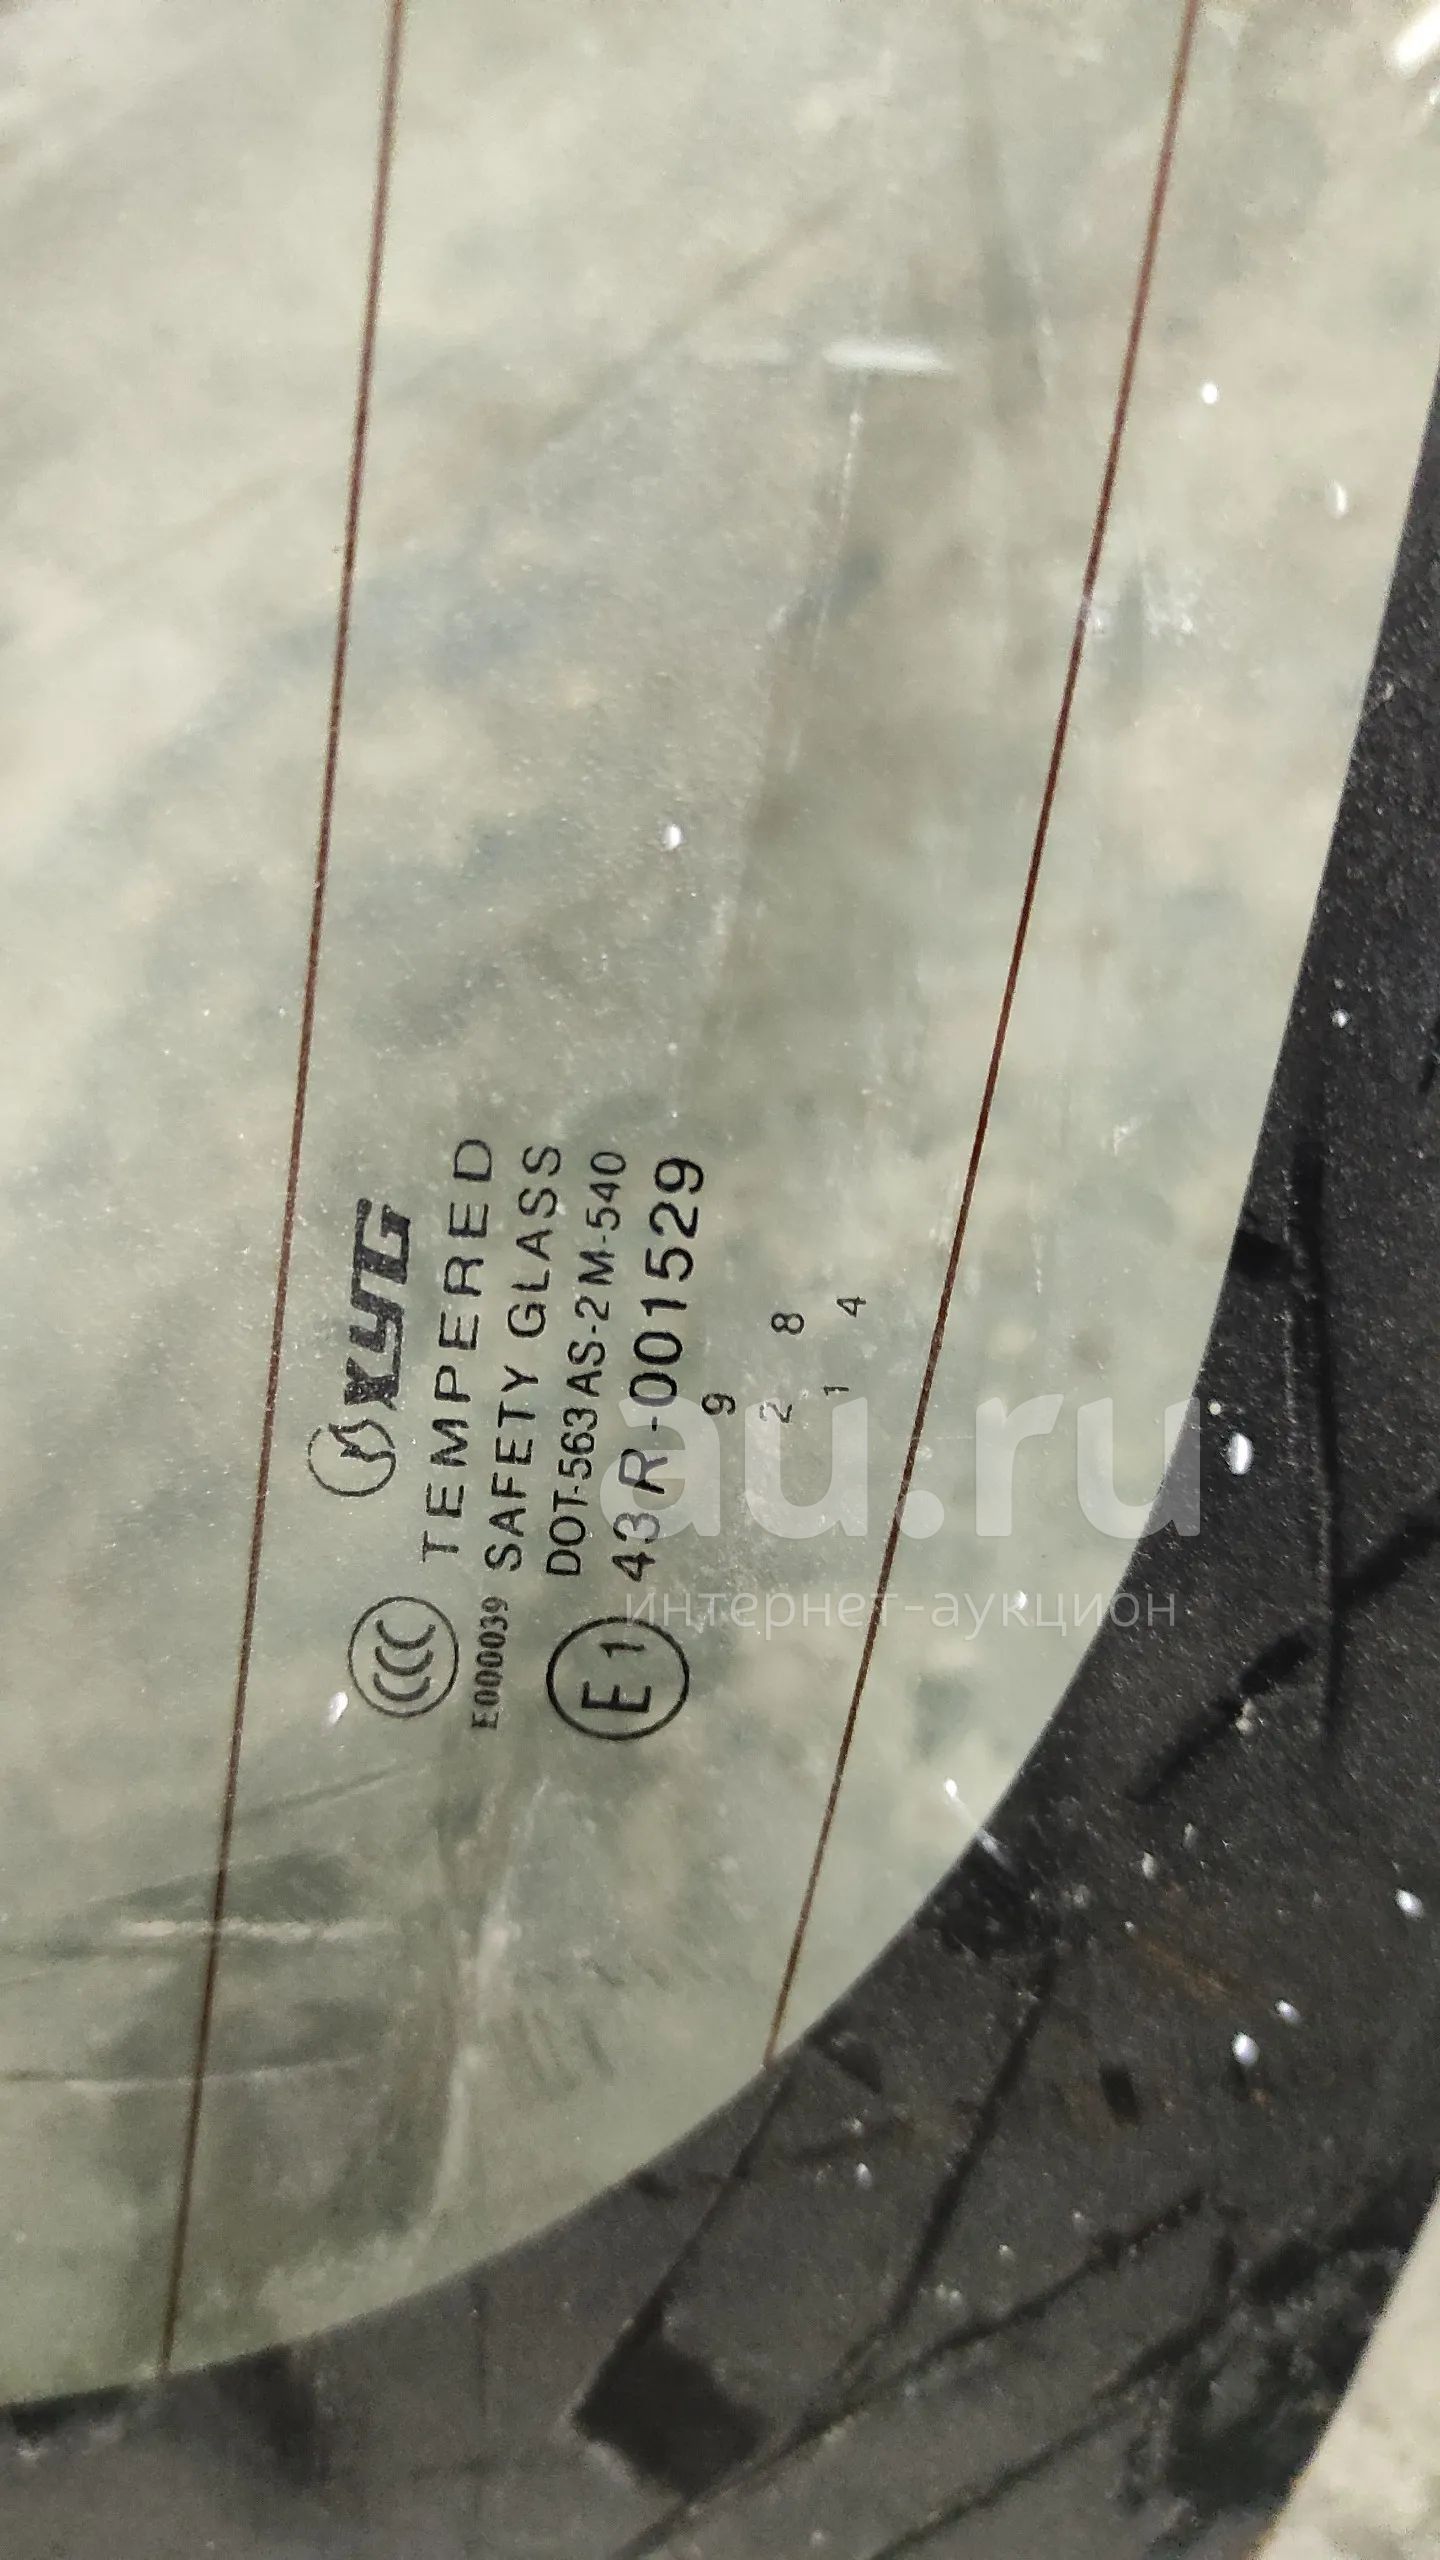 XYG
TEMPERED
SAFETY GLASS
CCC
E000039
DOT-563 AS-2 M-540
E1
43R-001529
9
2 8
1 4
au.ru
интернет-аукцион